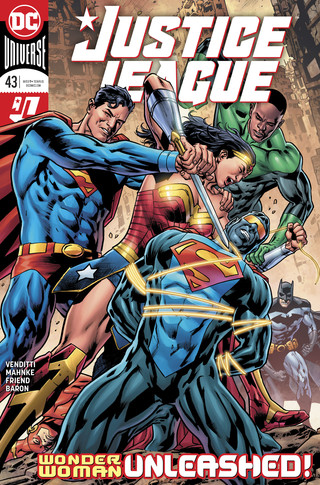 DC
UNIVERSE
43
JUSTICE
LEAGUE
VENDITTI
MAHNKE
FRIEND
BARON
WONDER
WOMAN
UNLEASHED!